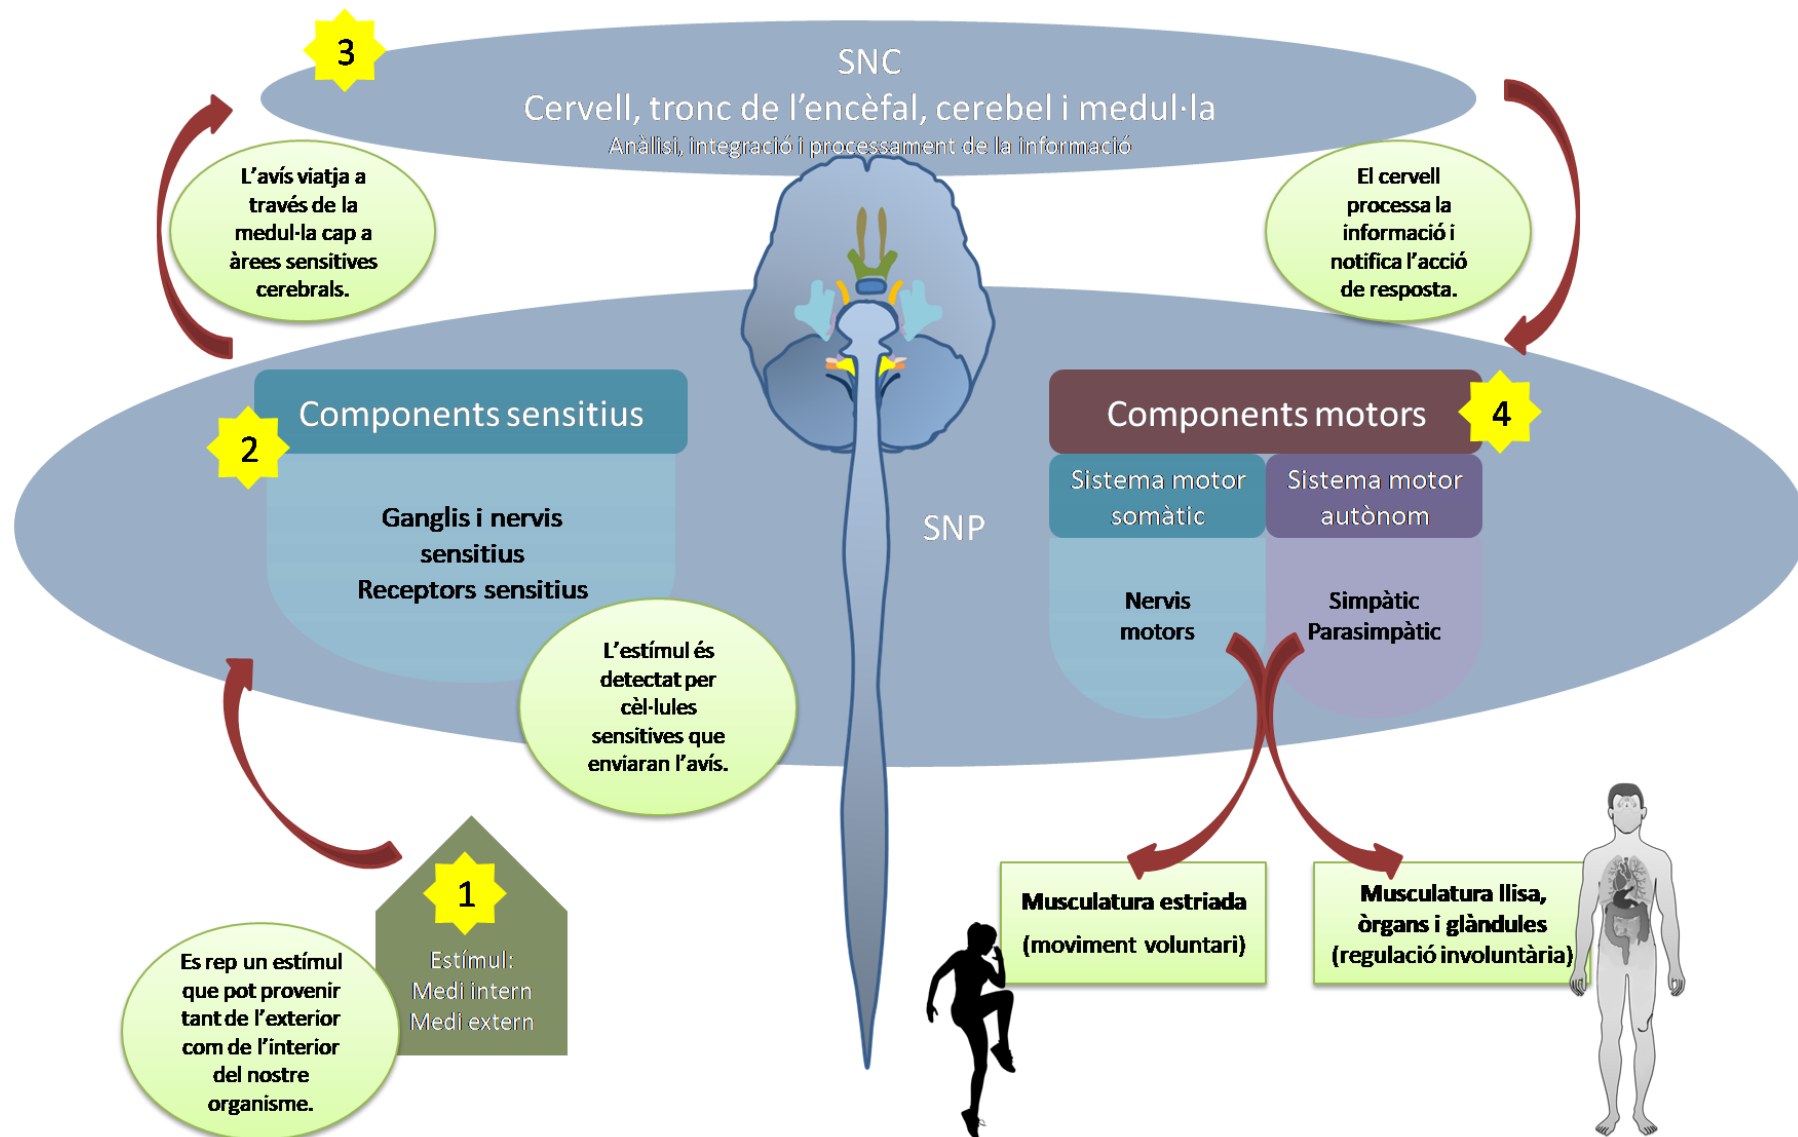 3
SNC
Cervell, tronc de l'encèfal, cerebel i medul·la
Anàlisi, integració i processament de la informació
L'avís viatja a
través de la
medul·la cap a
àrees sensitives
cerebrals.
El cervell
processa la
informació i
notifica l'acció
de resposta.
2
Components sensitius
Ganglis i nervis
sensitius
Receptors sensitius
L'estímul és
detectat per
cèl·lules
sensitives que
enviaran l'avís.
SNP
Components motors
4
Sistema motor
somàtic
Sistema motor
autònom
Nervis
motors
Simpàtic
Parasimpàtic
1
Estímul:
Medi intern
Medi extern
Es rep un estímul
que pot provenir
tant de l'exterior
com de l'interior
del nostre
organisme.
Musculatura estriada
(moviment voluntari)
Musculatura llisa,
òrgans i glàndules
(regulació involuntària)